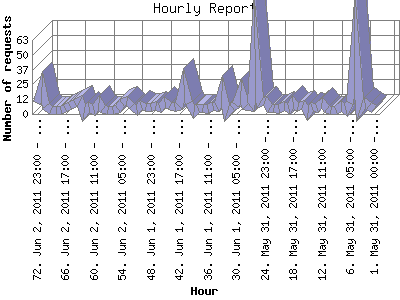 Hourly Report
Number of requests
63
50
37
25
12
0
72. Jun 2, 2011 23:00 - ...
66. Jun 2, 2011 17:00 - ...
60. Jun 2, 2011 11:00 - ...
54. Jun 2, 2011 05:00 - ...
48. Jun 1, 2011 23:00 - ...
42. Jun 1, 2011 17:00 - ...
36. Jun 1, 2011 11:00 - ...
30. Jun 1, 2011 05:00 - ...
24. May 31, 2011 23:00 - ...
18. May 31, 2011 17:00 - ...
12. May 31, 2011 11:00 - ...
6. May 31, 2011 05:00 - ...
1. May 31, 2011 00:00 - ...
Hour